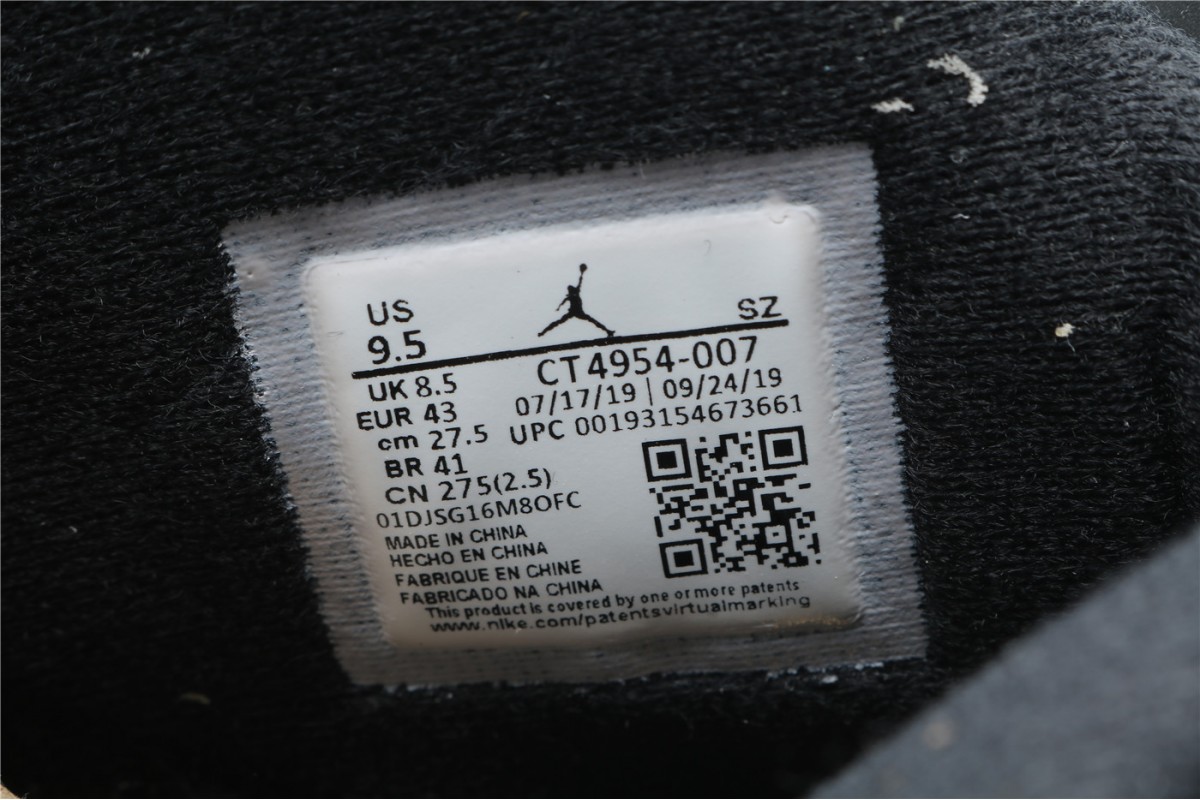 US
SZ
9.5
UK 8.5
CT4954-007
EUR 43
07/17/19 | 09/24/19
cm 27.5
UPC 00193154673661
BR 41
CN 275(2.5)
01DJSG16M8OFC
MADE IN CHINA
HECHO EN CHINA
FABRIQUE EN CHINE
FABRICADO NA CHINA
This product is covered by one or more patents
www.nike.com/patentsvirtualmarking